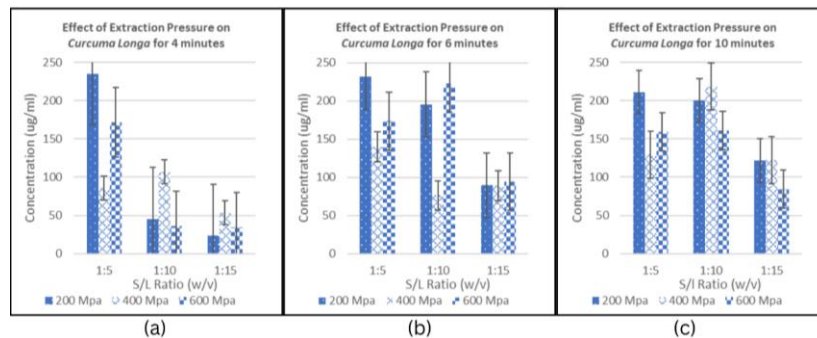 Effect of Extraction Pressure on
Curcuma Longa for 4 minutes
250
200
150
100
50
0
Concentration (ug/ml)
1:5 1:10 1:15
S/L Ratio (w/v)
200 Mpa 400 Mpa 600 Mpa
(a)
Effect of Extraction Pressure on
Curcuma Longa for 6 minutes
250
200
150
100
50
0
Concentration (ug/ml)
1:5 1:10 1:15
S/L Ratio (w/v)
200 Mpa 400 Mpa 600 Mpa
(b)
Effect of Extraction Pressure on
Curcuma Longa for 10 minutes
250
200
150
100
50
0
Concentration (ug/ml)
1:5 1:10 1:15
S/l Ratio (w/v)
200 Mpa 400 Mpa 600 Mpa
(c)